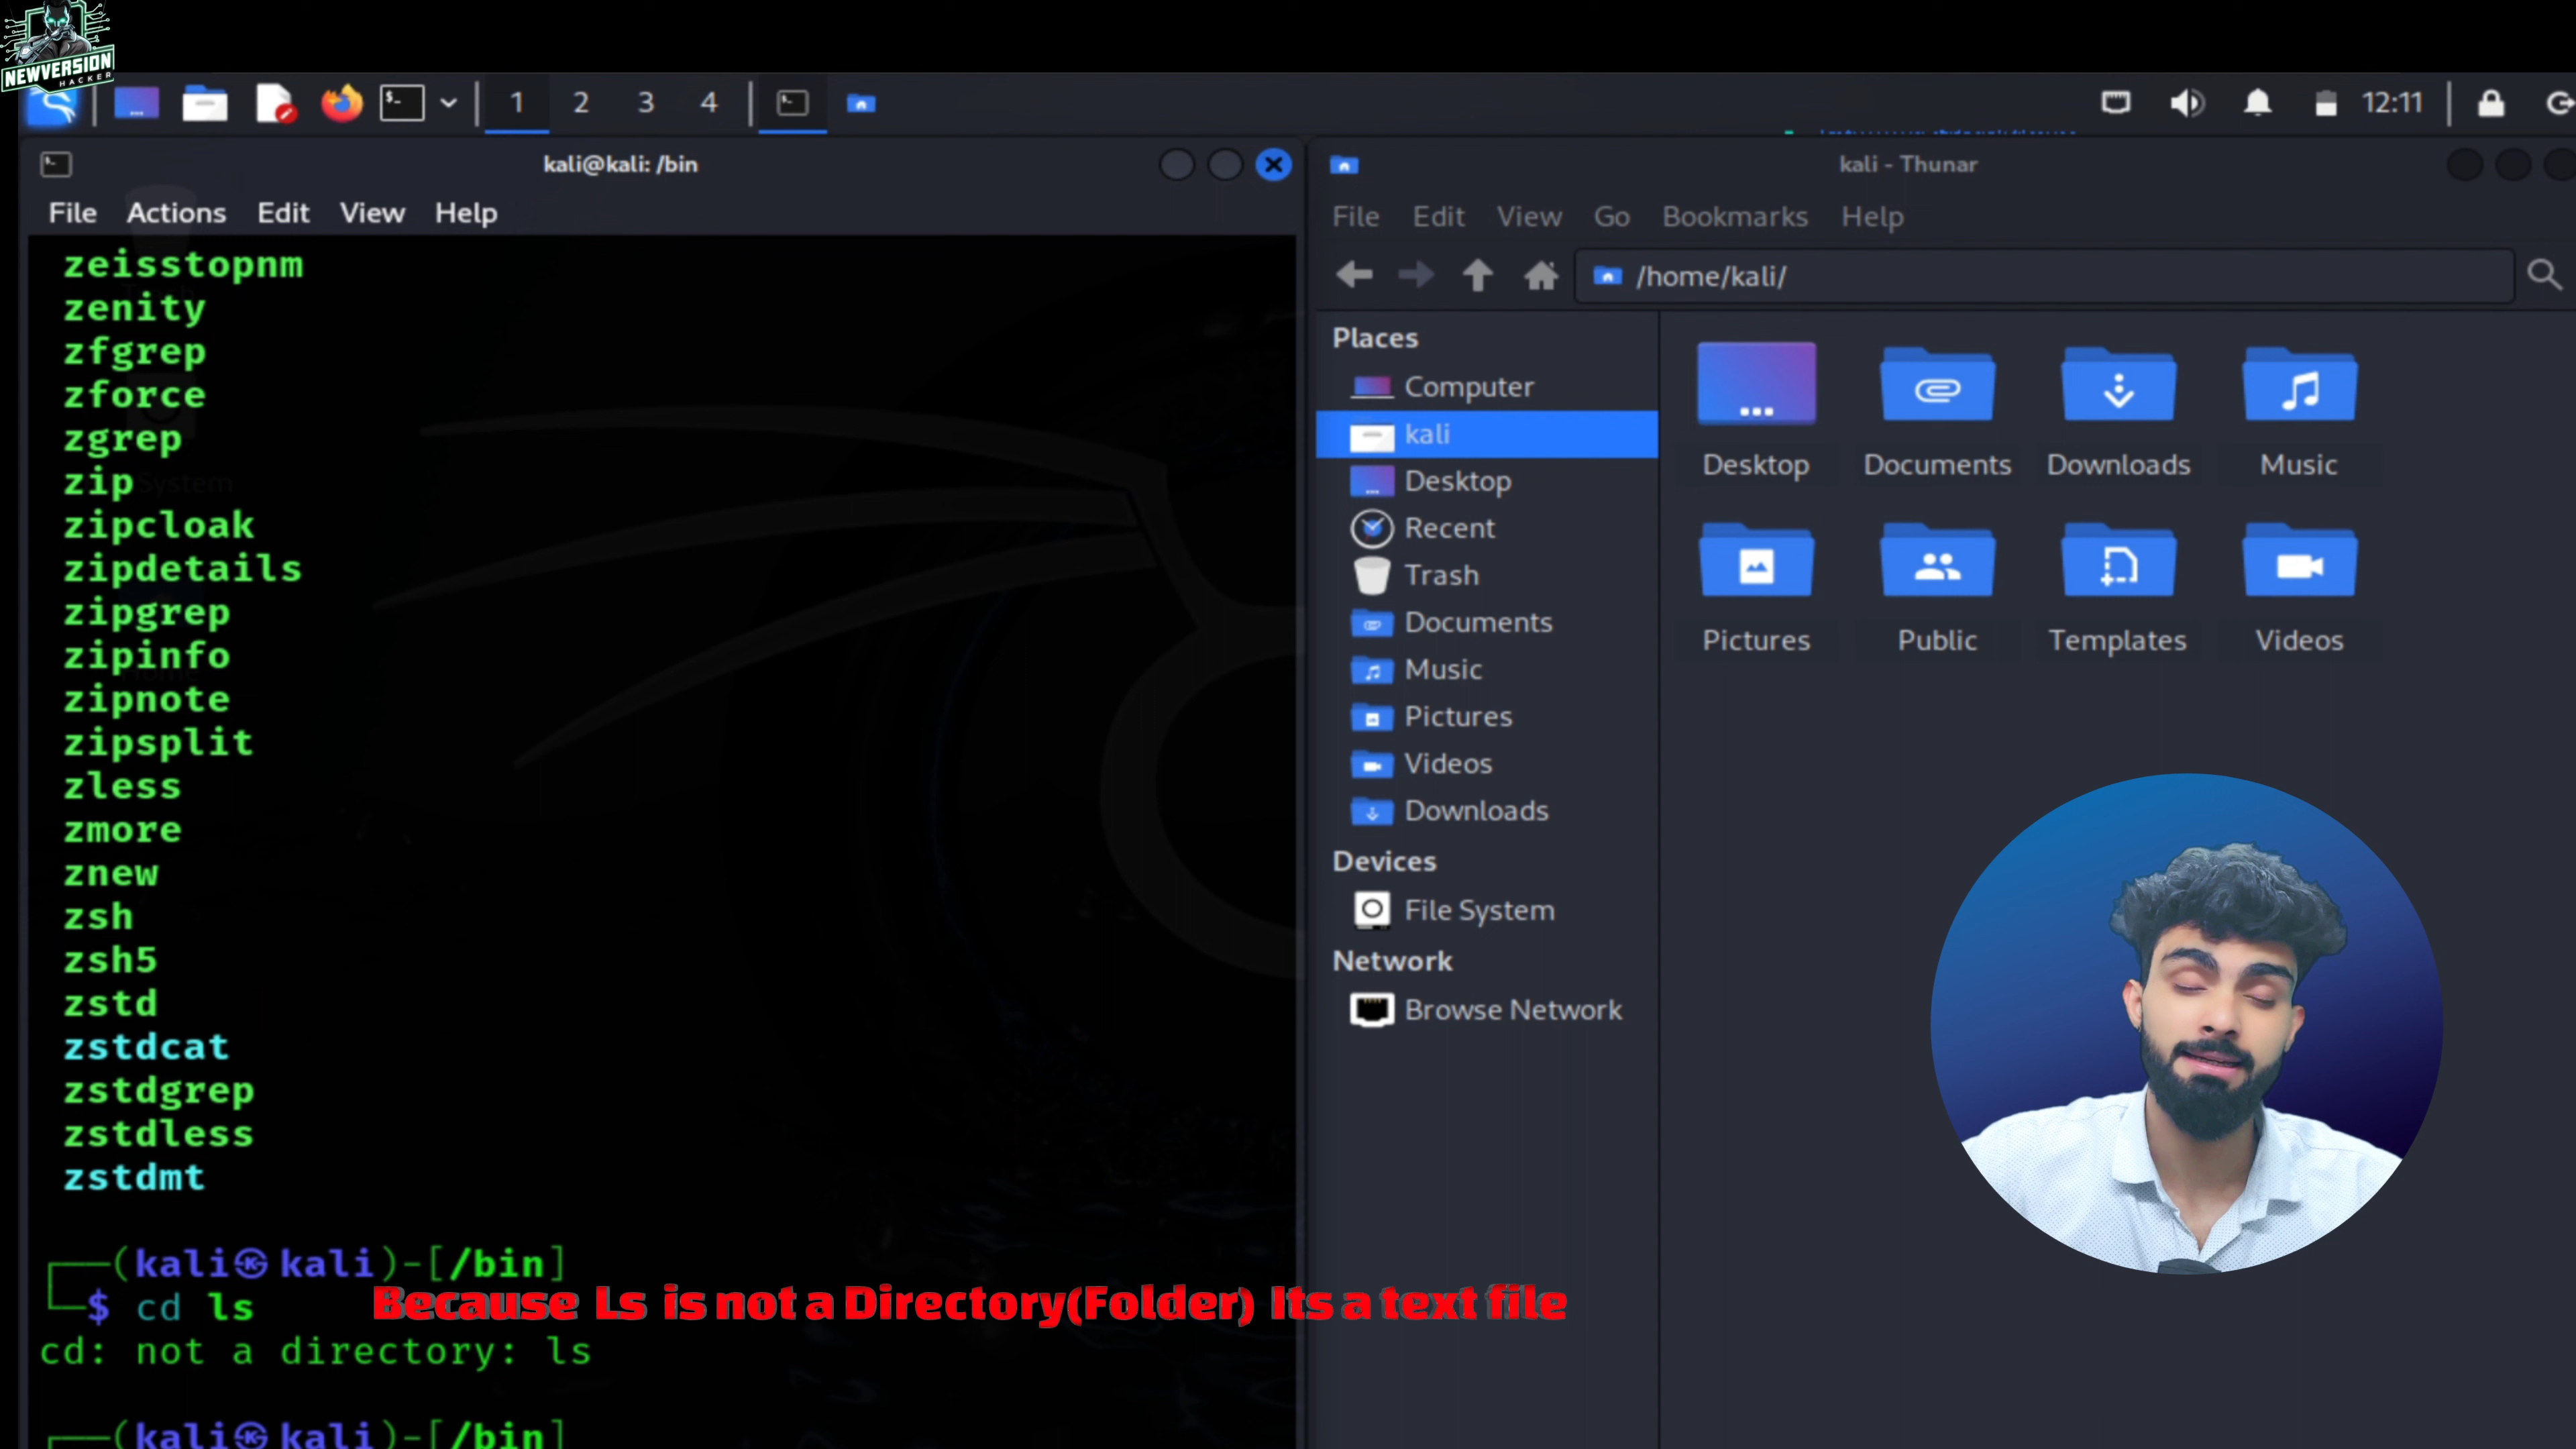 NEWVERSION
HACKER
1 2 3 4
12:11
kali@kali: /bin
File Actions Edit View Help
zeisstopnm
zenity
zfgrep
zforce
zgrep
zip
System
zipcloak
zipdetails
zipgrep
zipinfo
zipnote
zipsplit
zless
zmore
znew
zsh
zsh5
zstd
zstdcat
zstdgrep
zstdless
zstdmt
(kali㉿kali)-[/bin]
$ cd ls
Because Ls is not a Directory(Folder) Its a text file
cd: not a directory: ls
(kali㉿kali)-[/bin]
kali - Thunar
File Edit View Go Bookmarks Help
/home/kali/
Places
Computer
kali
Desktop
Recent
Trash
Documents
Music
Pictures
Videos
Downloads
Devices
File System
Network
Browse Network
Desktop Documents Downloads Music
Pictures Public Templates Videos